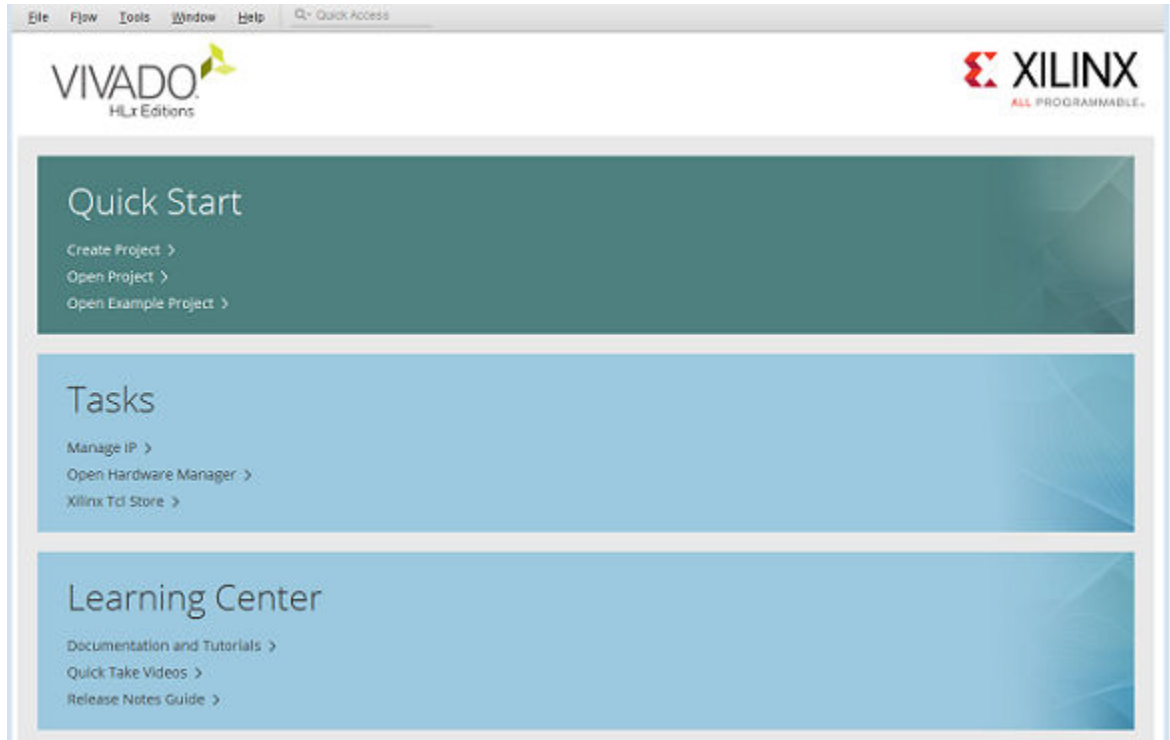 File Flow Tools Window Help Quick Access
VIVADO
HLx Editions
XILINX
ALL PROGRAMMABLE.
Quick Start
Create Project >
Open Project >
Open Example Project >
Tasks
Manage IP >
Open Hardware Manager >
Xilinx Tcl Store >
Learning Center
Documentation and Tutorials >
Quick Take Videos >
Release Notes Guide >